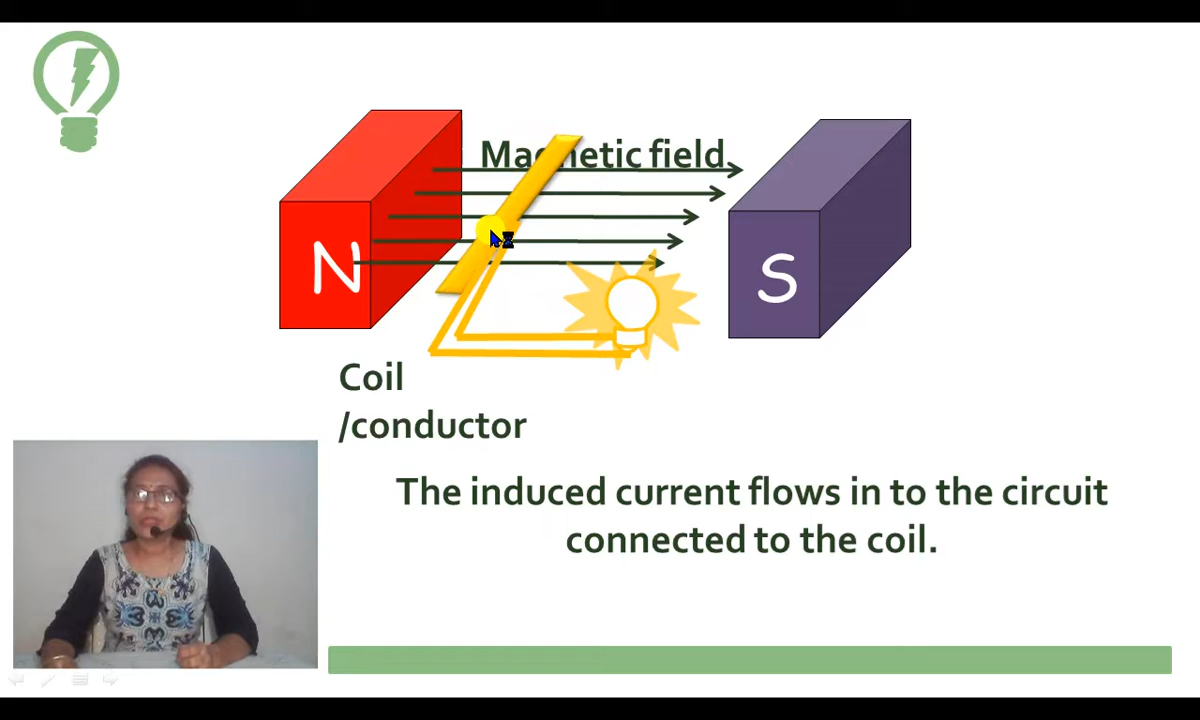 Magnetic field
N
S
Coil
/conductor
The induced current flows in to the circuit
connected to the coil.